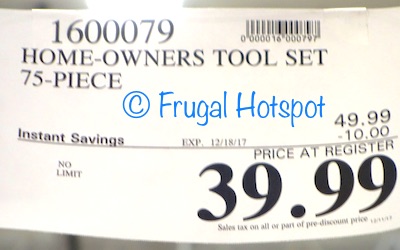 1600079
0000016000797
HOME-OWNERS TOOL SET
75-PIECE
© Frugal Hotspot
49.99
Instant Savings EXP. 12/18/17 -10.00
PRICE AT REGISTER
NO
LIMIT
39.99
Sales tax on all or part of pre-discount price